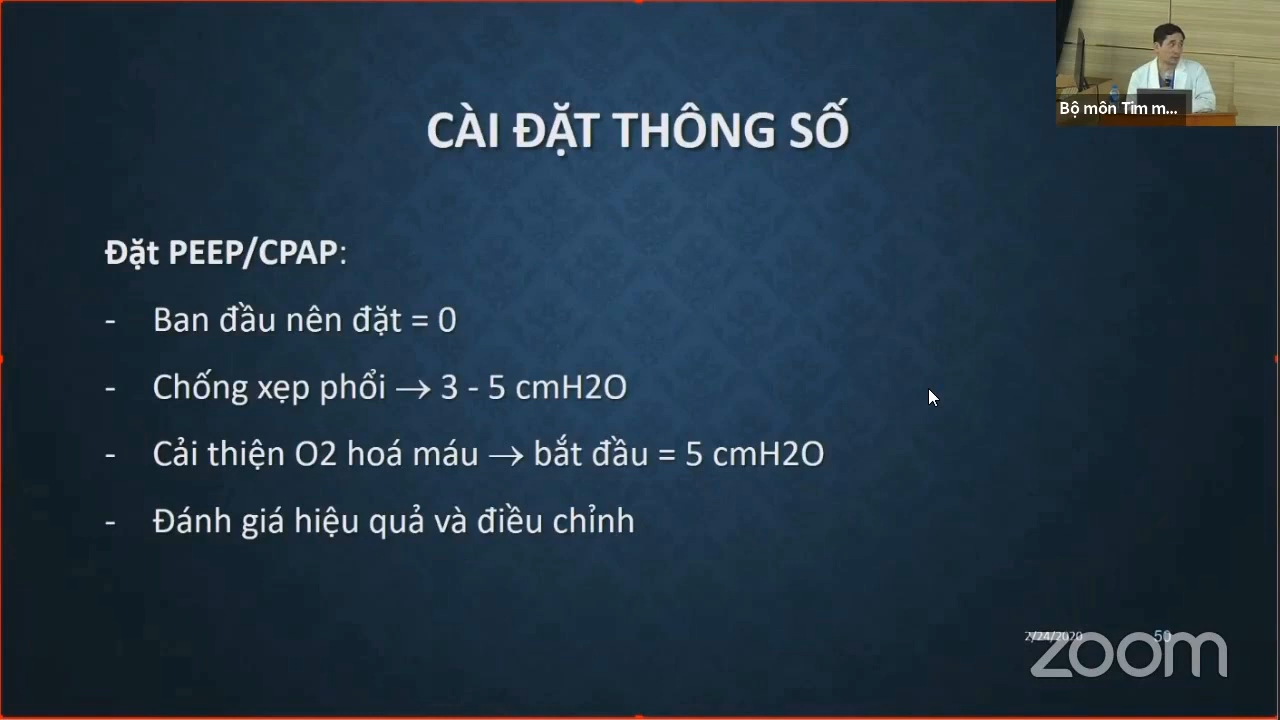 Bộ môn Tim m...
CÀI ĐẶT THÔNG SỐ
Đặt PEEP/CPAP:
- Ban đầu nên đặt = 0
- Chống xẹp phổi → 3 - 5 cmH2O
- Cải thiện O2 hoá máu → bắt đầu = 5 cmH2O
- Đánh giá hiệu quả và điều chỉnh
2/24/2020 50
zoom